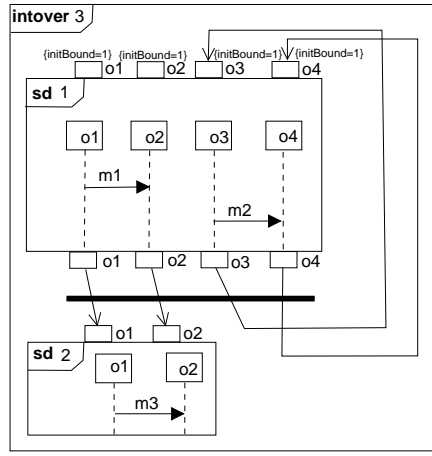 intover 3
{initBound=1} {initBound=1} {initBound=1} {initBound=1}
o1 o2 o3 o4
sd 1
o1 o2 o3 o4
m1
m2
o1 o2 o3 o4
o1 o2
sd 2
o1 o2
m3